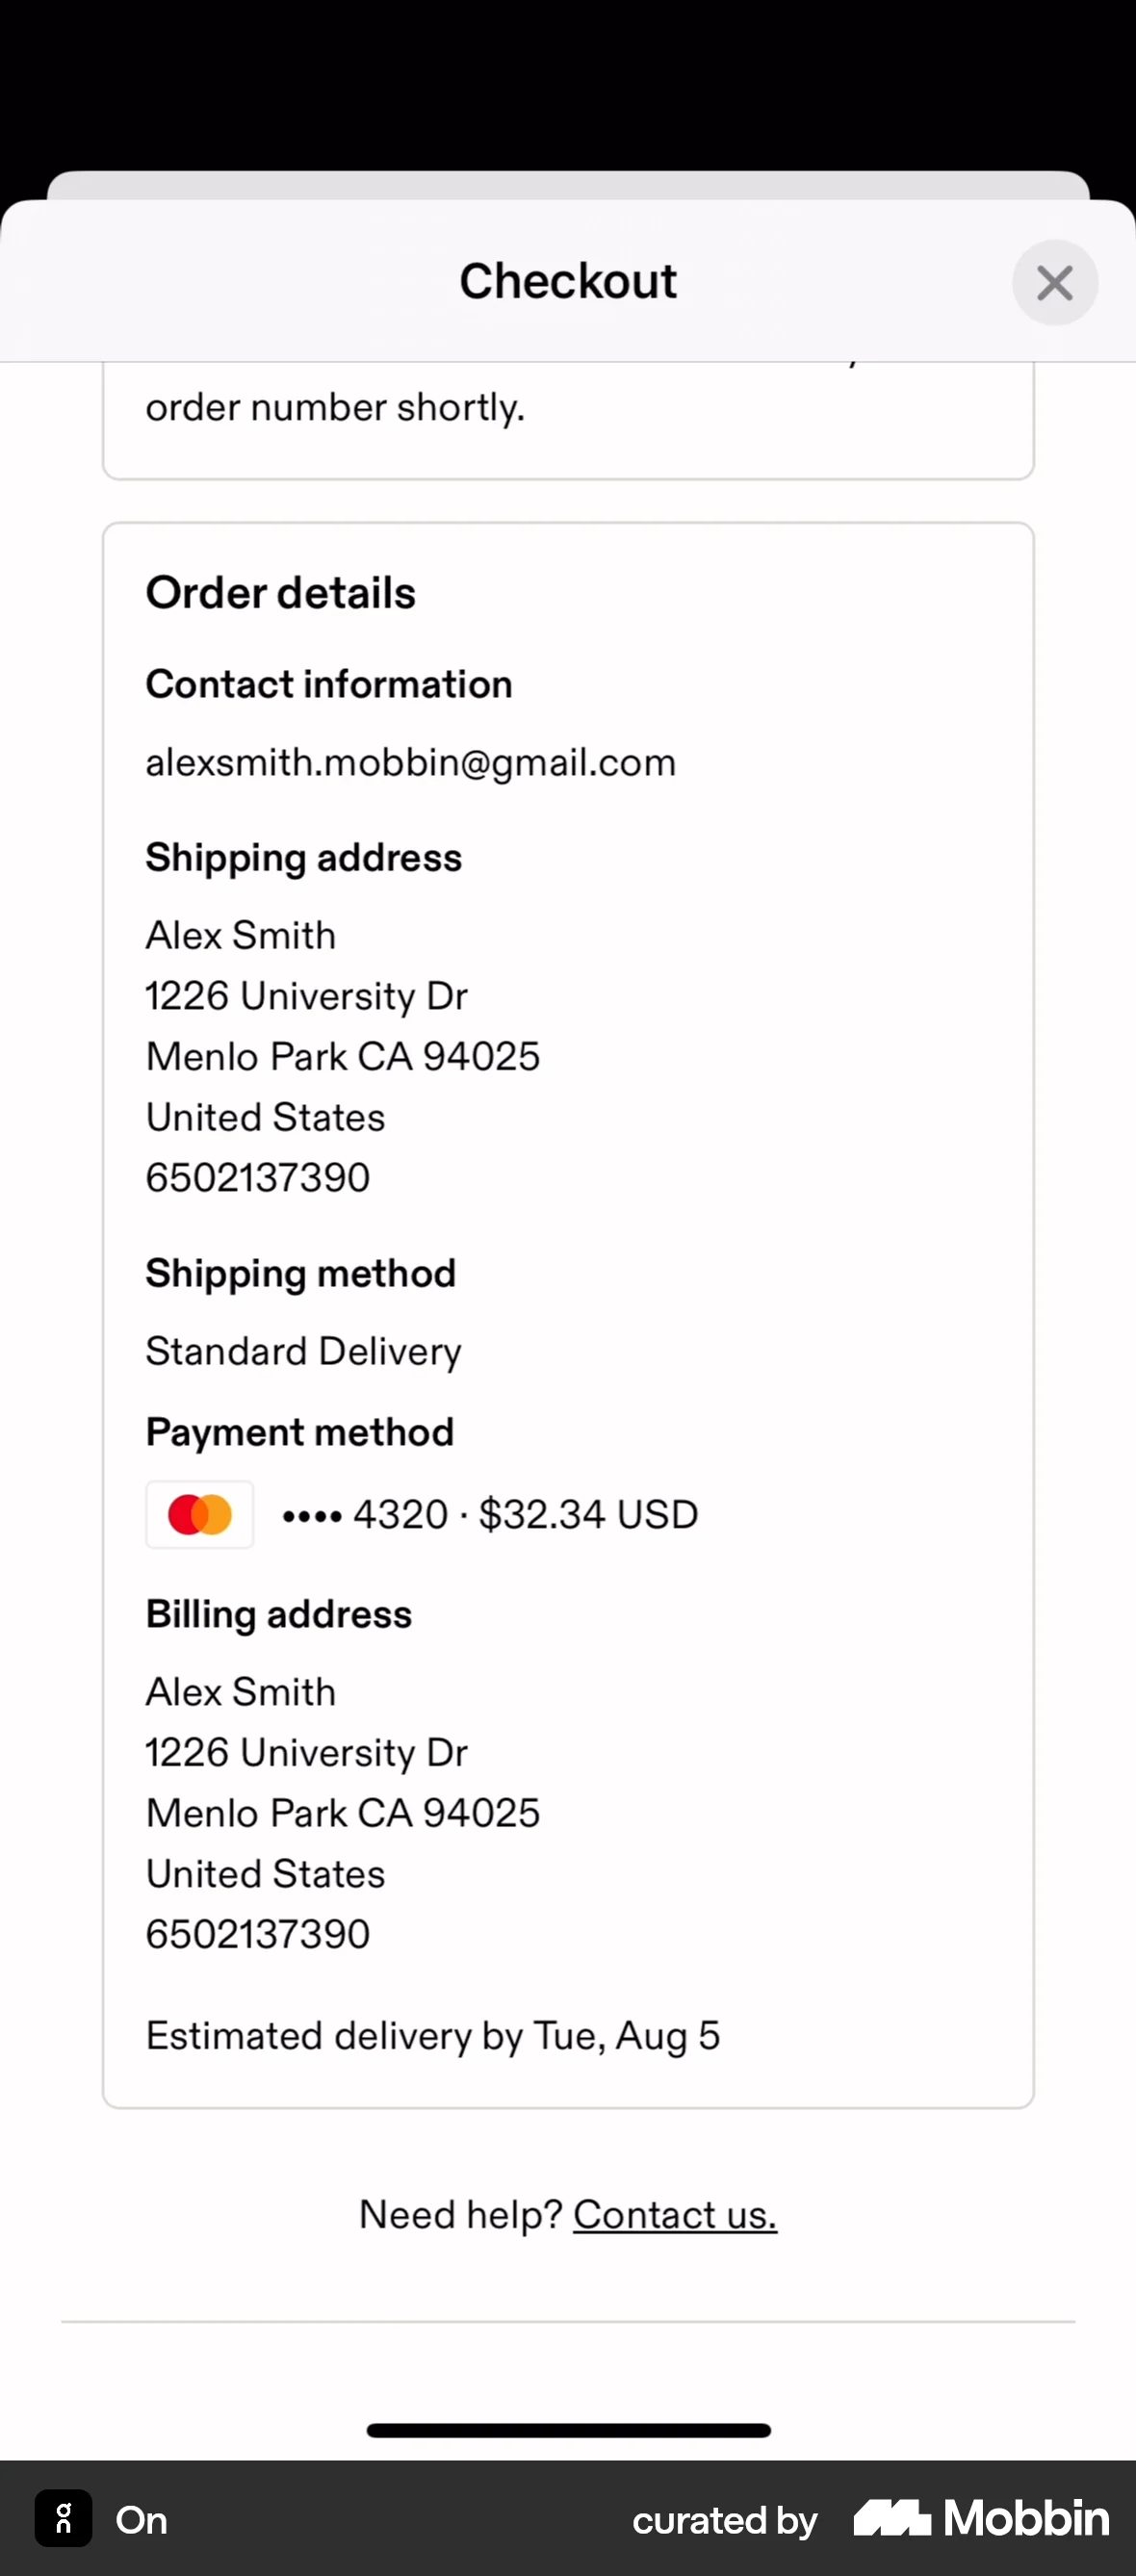 Checkout
order number shortly.
Order details
Contact information
alexsmith.mobbin@gmail.com
Shipping address
Alex Smith
1226 University Dr
Menlo Park CA 94025
United States
6502137390
Shipping method
Standard Delivery
Payment method
•••• 4320 · $32.34 USD
Billing address
Alex Smith
1226 University Dr
Menlo Park CA 94025
United States
6502137390
Estimated delivery by Tue, Aug 5
Need help? Contact us.
On
curated by Mobbin